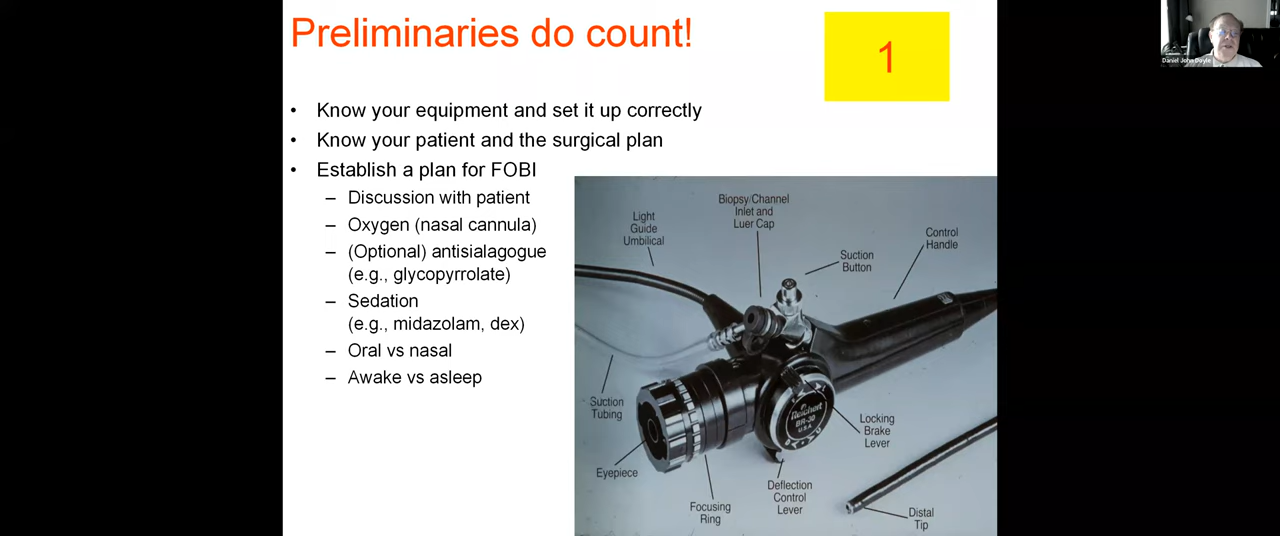 Preliminaries do count!
1
Daniel John Doyle
• Know your equipment and set it up correctly
• Know your patient and the surgical plan
• Establish a plan for FOBI
– Discussion with patient
– Oxygen (nasal cannula)
– (Optional) antisialagogue
(e.g., glycopyrrolate)
– Sedation
(e.g., midazolam, dex)
– Oral vs nasal
– Awake vs asleep
Light
Guide
Umbilical
Biopsy/Channel
Inlet and
Luer Cap
Suction
Button
Control
Handle
Suction
Tubing
Eyepiece
Focusing
Ring
Reichert
BR-30
U.S.A.
Deflection
Control
Lever
Locking
Brake
Lever
Distal
Tip